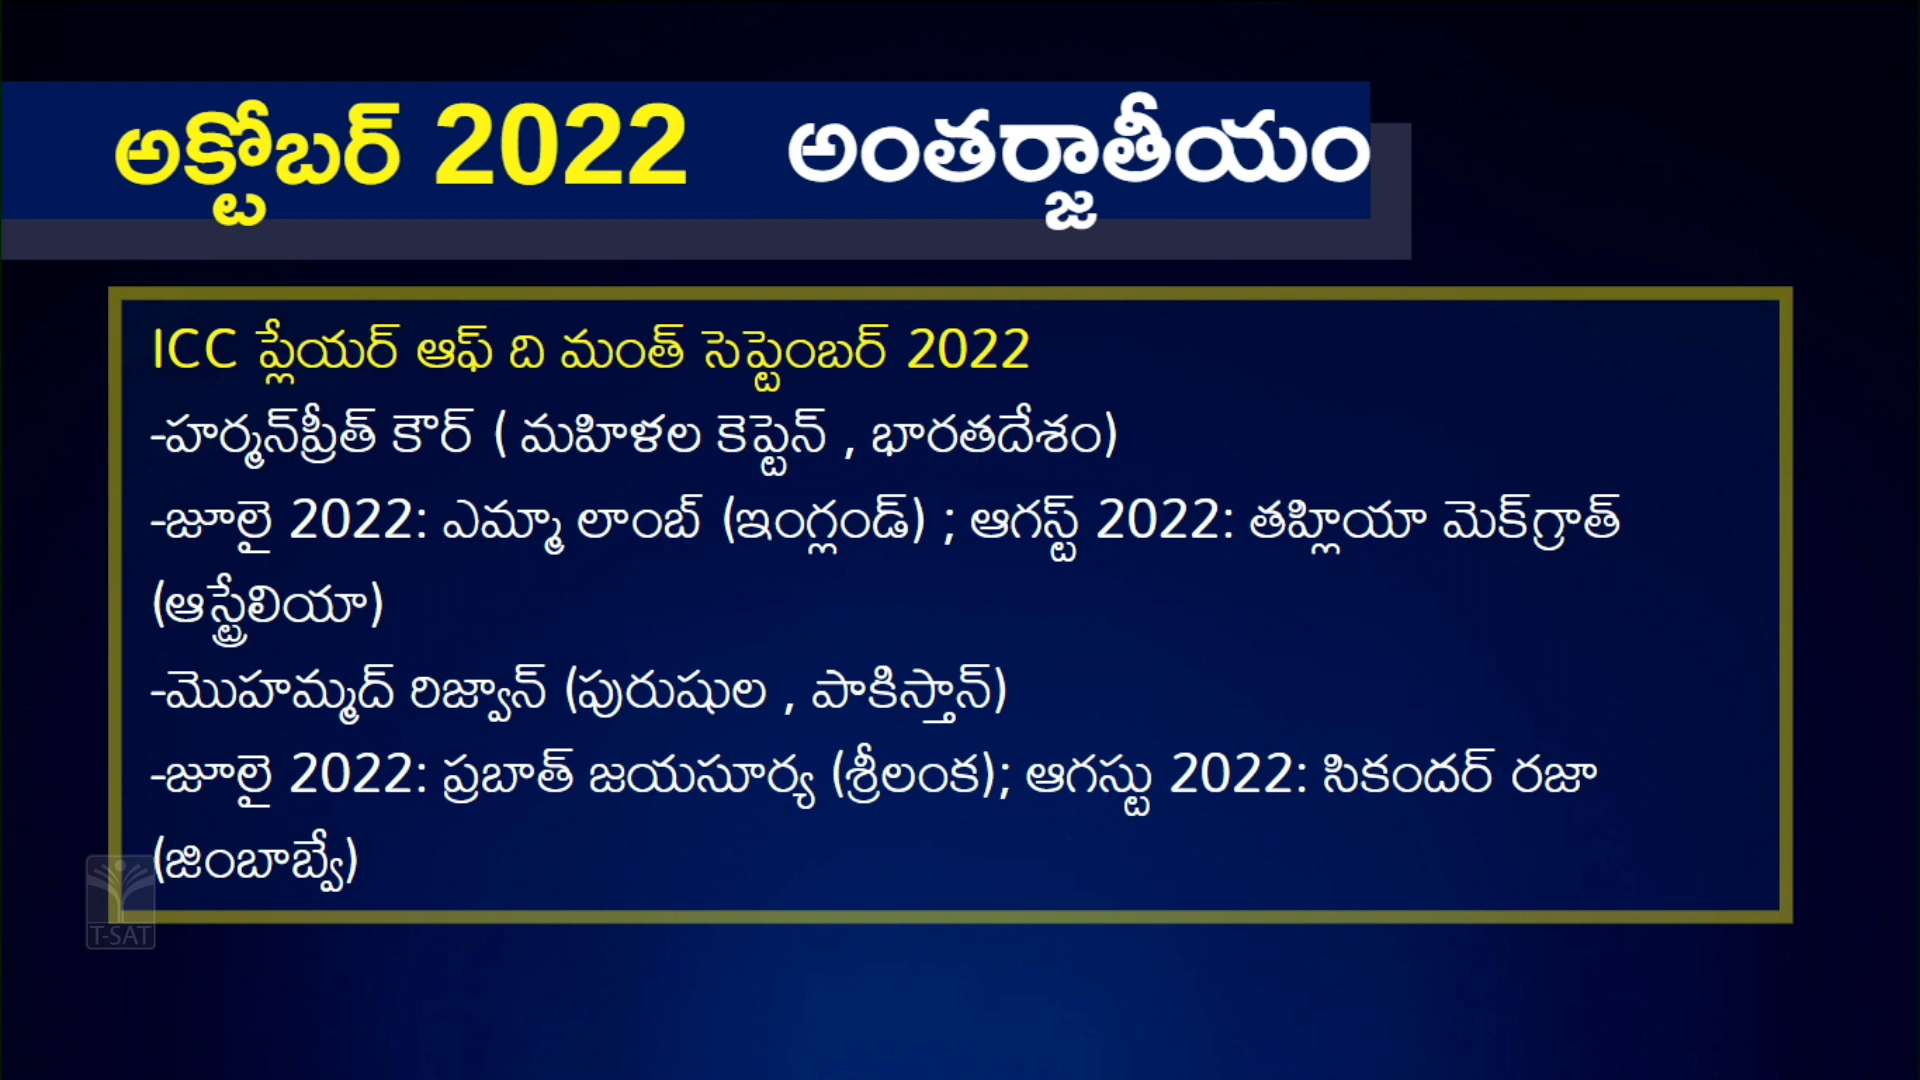 అక్టోబర్ 2022 అంతర్జాతీయం
ICC ప్లేయర్ ఆఫ్ ది మంత్ సెప్టెంబర్ 2022
-హర్మన్‌ప్రీత్ కౌర్ ( మహిళల కెప్టెన్ , భారతదేశం)
-జూలై 2022: ఎమ్మా లాంబ్ (ఇంగ్లండ్) ; ఆగస్ట్ 2022: తహ్లియా మెక్‌గ్రాత్
(ఆస్ట్రేలియా)
-మొహమ్మద్ రిజ్వాన్ (పురుషుల , పాకిస్తాన్)
-జూలై 2022: ప్రబాత్ జయసూర్య (శ్రీలంక); ఆగస్టు 2022: సికందర్ రజా
(జింబాబ్వే)
T-SAT